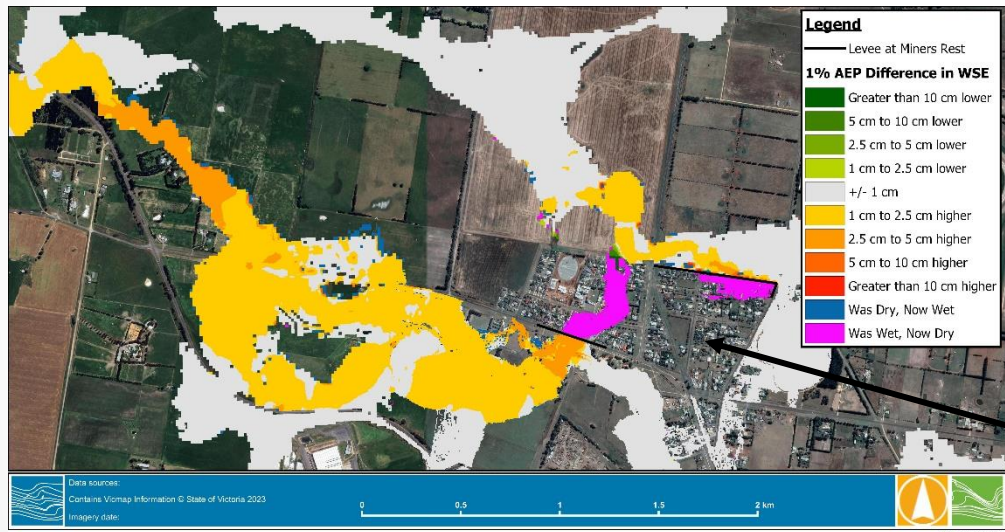 Legend
Levee at Miners Rest
1% AEP Difference in WSE
Greater than 10 cm lower
5 cm to 10 cm lower
2.5 cm to 5 cm lower
1 cm to 2.5 cm lower
+/- 1 cm
1 cm to 2.5 cm higher
2.5 cm to 5 cm higher
5 cm to 10 cm higher
Greater than 10 cm higher
Was Dry, Now Wet
Was Wet, Now Dry
Data sources:
Contains Vicmap Information © State of Victoria 2023
Imagery date:
0 0.5 1 1.5 2 km